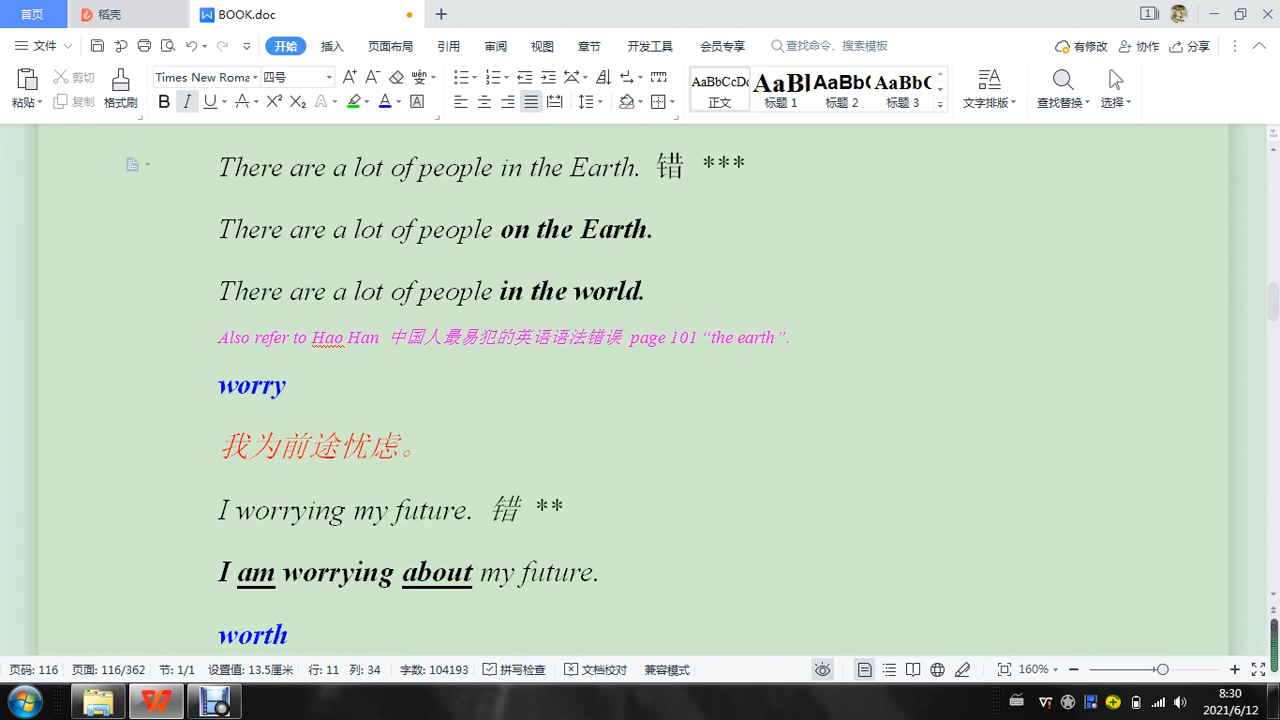 首页 稻壳 BOOK.doc
文件 开始 插入 页面布局 引用 审阅 视图 章节 开发工具 会员专享 查找命令、搜索模板 有修改 协作 分享
粘贴 剪切 复制 格式刷 Times New Roma 四号 B I U A X² X₂ A A A
AaBbCcDd AaBb AaBb( AaBbC
正文 标题 1 标题 2 标题 3 文字排版 查找替换 选择
There are a lot of people in the Earth. 错 ***
There are a lot of people on the Earth.
There are a lot of people in the world.
Also refer to Hao Han 中国人最易犯的英语语法错误 page 101 “the earth”.
worry
我为前途忧虑。
I worrying my future. 错 **
I am worrying about my future.
worth
页码: 116 页面: 116/362 节: 1/1 设置值: 13.5厘米 行: 11 列: 34 字数: 104193 拼写检查 文档校对 兼容模式 160%
8:30
2021/6/12